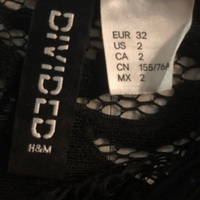 DIVIDED
H&M
EUR 32
US 2
CA 2
CN 155/76A
MX 2